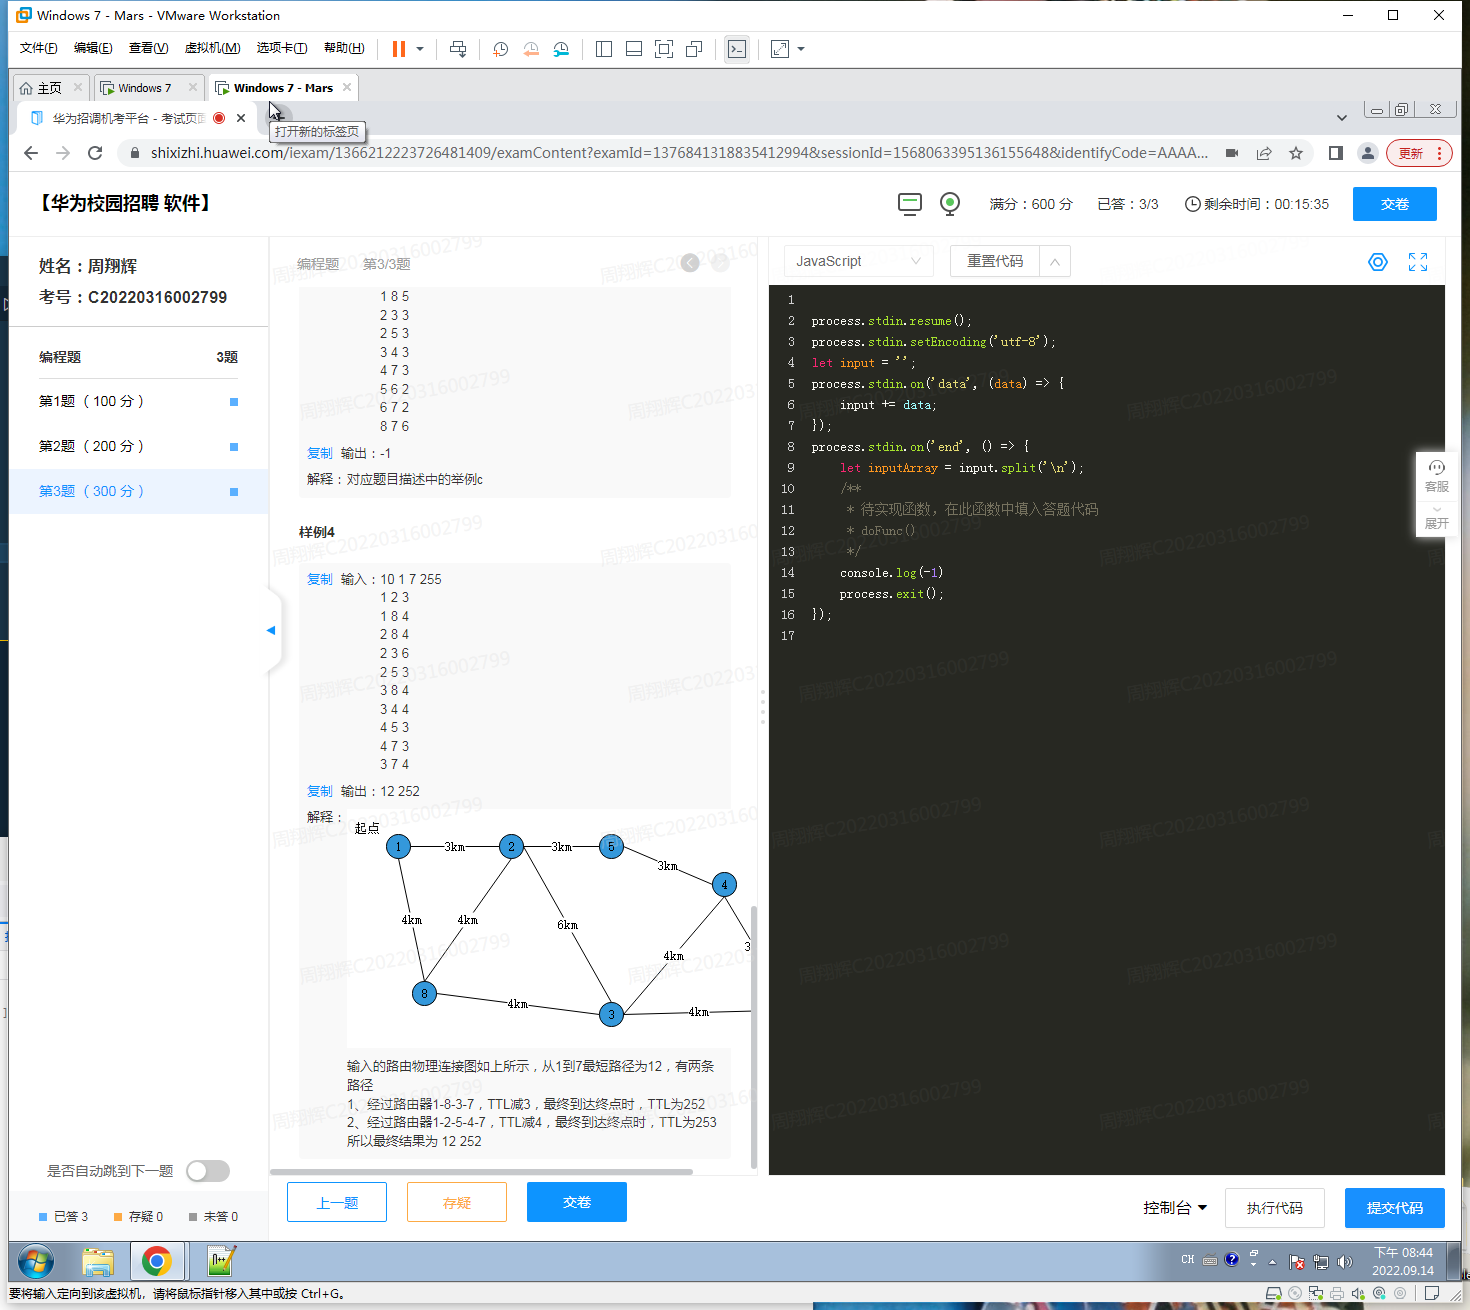 Windows 7 - Mars - VMware Workstation
文件(F) 编辑(E) 查看(V) 虚拟机(M) 选项卡(T) 帮助(H)
主页 Windows 7 Windows 7 - Mars
华为招调机考平台 - 考试页面
打开新的标签页
shixizhi.huawei.com/iexam/1366212223726481409/examContent?examId=1376841318835412994&sessionId=1568063395136155648&identifyCode=AAAA...
更新
【华为校园招聘 软件】
满分：600 分 已答：3/3 剩余时间：00:15:35 交卷
姓名：周翔辉
考号：C20220316002799
编程题 3题
第1题 （ 100 分 ）
第2题 （ 200 分 ）
第3题 （ 300 分 ）
是否自动跳到下一题
已答 3 存疑 0 未答 0
编程题 第3/3题
1 8 5
2 3 3
2 5 3
3 4 3
4 7 3
5 6 2
6 7 2
8 7 6
复制 输出：-1
解释：对应题目描述中的举例c
样例4
复制 输入：10 1 7 255
1 2 3
1 8 4
2 8 4
2 3 6
2 5 3
3 8 4
3 4 4
4 5 3
4 7 3
3 7 4
复制 输出：12 252
解释：
起点
1 3km 2 3km 5
3km
4
4km 4km 6km
4km
3
8 4km 3 4km
输入的路由物理连接图如上所示，从1到7最短路径为12，有两条
路径
1、经过路由器1-8-3-7，TTL减3，最终到达终点时，TTL为252
2、经过路由器1-2-5-4-7，TTL减4，最终到达终点时，TTL为253
所以最终结果为 12 252
上一题 存疑 交卷
JavaScript 重置代码
1
2 process.stdin.resume();
3 process.stdin.setEncoding('utf-8');
4 let input = '';
5 process.stdin.on('data', (data) => {
6 input += data;
7 });
8 process.stdin.on('end', () => {
9 let inputArray = input.split('\n');
10 /**
11 * 待实现函数，在此函数中填入答题代码
12 * doFunc()
13 */
14 console.log(-1)
15 process.exit();
16 });
17
客服
展开
控制台 执行代码 提交代码
周翔辉C20220316002799
CH
下午 08:44
2022.09.14
要将输入定向到该虚拟机，请将鼠标指针移入其中或按 Ctrl+G。